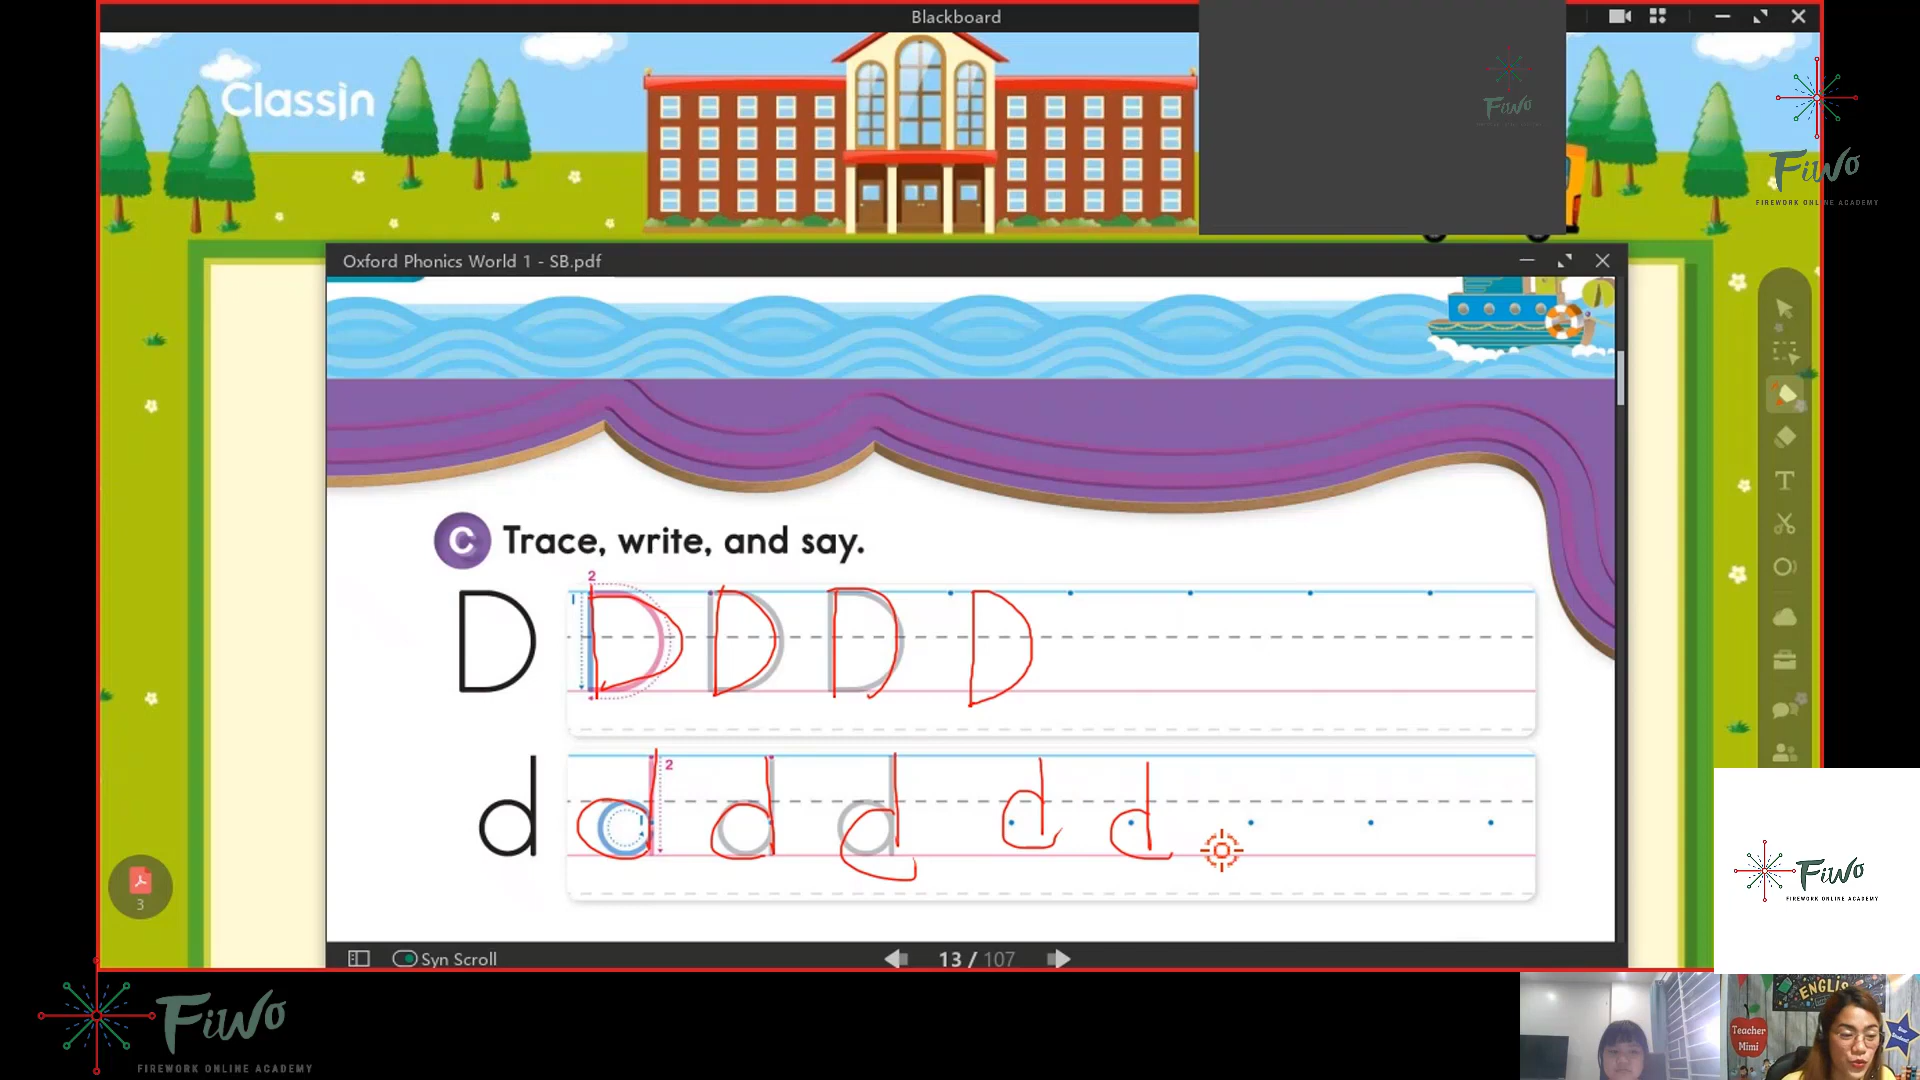 Blackboard
Classin
FiWo
FiWo
FIREWORK ONLINE ACADEMY
Oxford Phonics World 1 - SB.pdf
C Trace, write, and say.
2
1
D D D D D
2
1
d d d d d d
T
3
Syn Scroll
13 / 107
FiWo
FIREWORK ONLINE ACADEMY
FiWo
FIREWORK ONLINE ACADEMY
ENGLIS
Teacher
Mimi